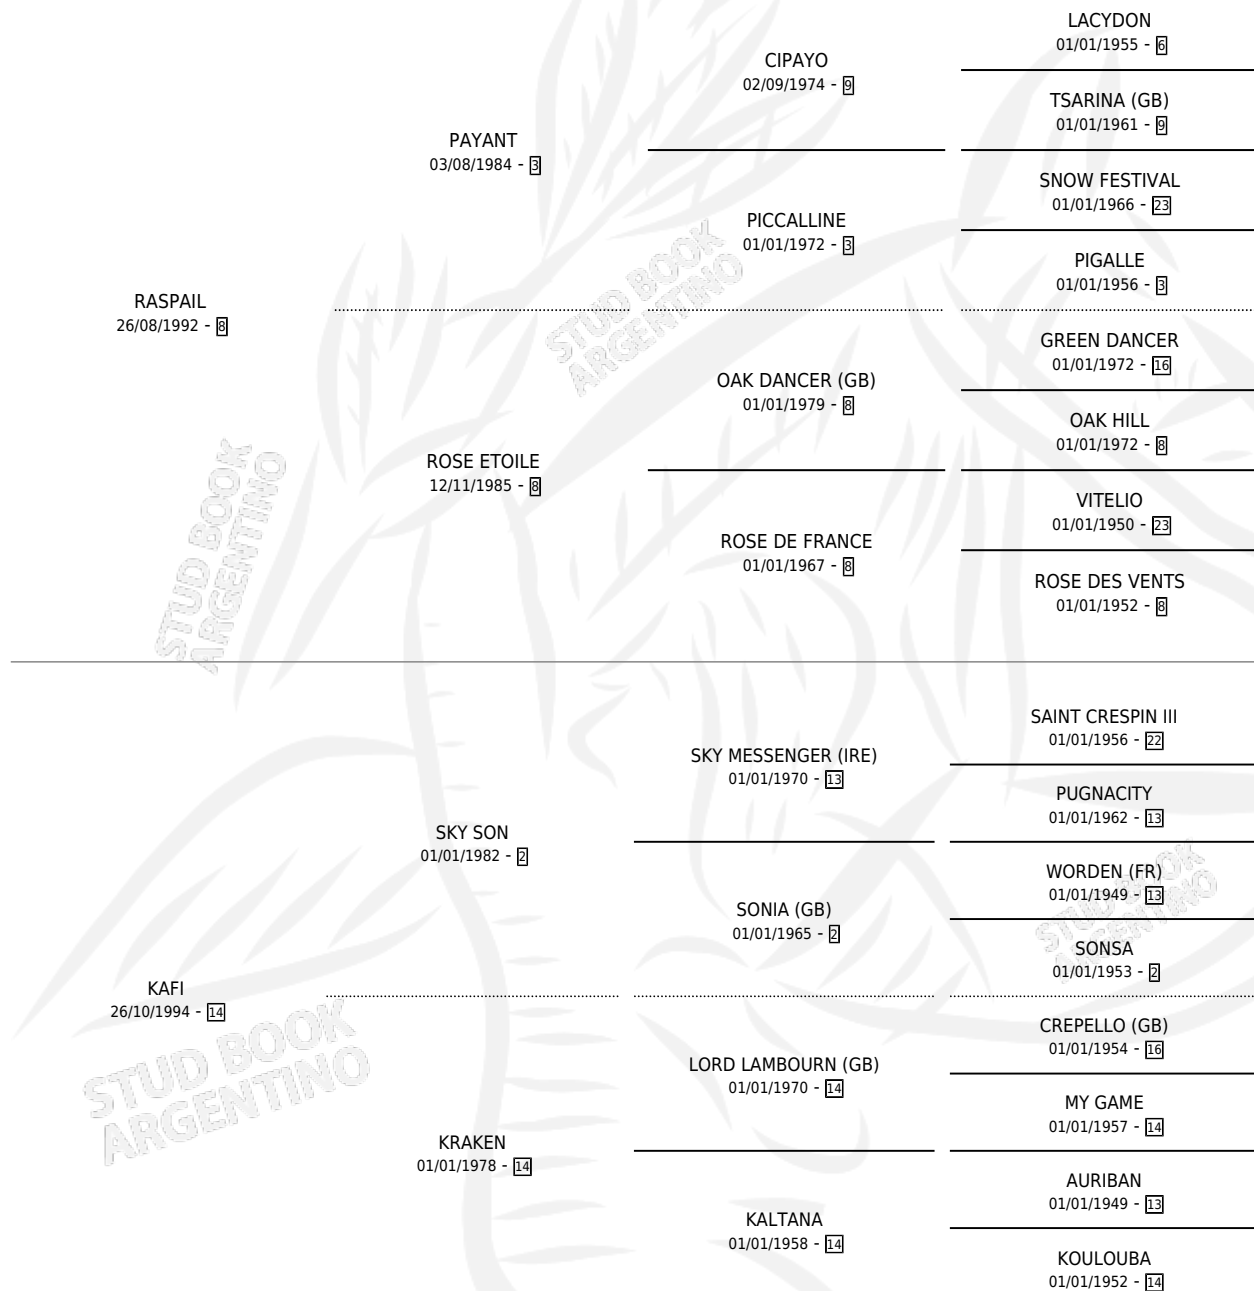 LACYDON
01/01/1955 - 6
CIPAYO
02/09/1974 - 9
TSARINA (GB)
01/01/1961 - 9
PAYANT
03/08/1984 - 3
SNOW FESTIVAL
01/01/1966 - 23
PICCALLINE
01/01/1972 - 3
PIGALLE
01/01/1956 - 3
RASPAIL
26/08/1992 - 8
GREEN DANCER
01/01/1972 - 16
OAK DANCER (GB)
01/01/1979 - 8
OAK HILL
01/01/1972 - 8
ROSE ETOILE
12/11/1985 - 8
VITELIO
01/01/1950 - 23
ROSE DE FRANCE
01/01/1967 - 8
ROSE DES VENTS
01/01/1952 - 8
SAINT CRESPIN III
01/01/1956 - 22
SKY MESSENGER (IRE)
01/01/1970 - 13
PUGNACITY
01/01/1962 - 13
SKY SON
01/01/1982 - 2
WORDEN (FR)
01/01/1949 - 13
SONIA (GB)
01/01/1965 - 2
SONSA
01/01/1953 - 2
KAFI
26/10/1994 - 14
CREPELLO (GB)
01/01/1954 - 16
LORD LAMBOURN (GB)
01/01/1970 - 14
MY GAME
01/01/1957 - 14
KRAKEN
01/01/1978 - 14
AURIBAN
01/01/1949 - 13
KALTANA
01/01/1958 - 14
KOULOUBA
01/01/1952 - 14
STUD BOOK
ARGENTINO
STUD BOOK
ARGENTINO
STUD BOOK
ARGENTINO
STUD BOOK
ARGENTINO